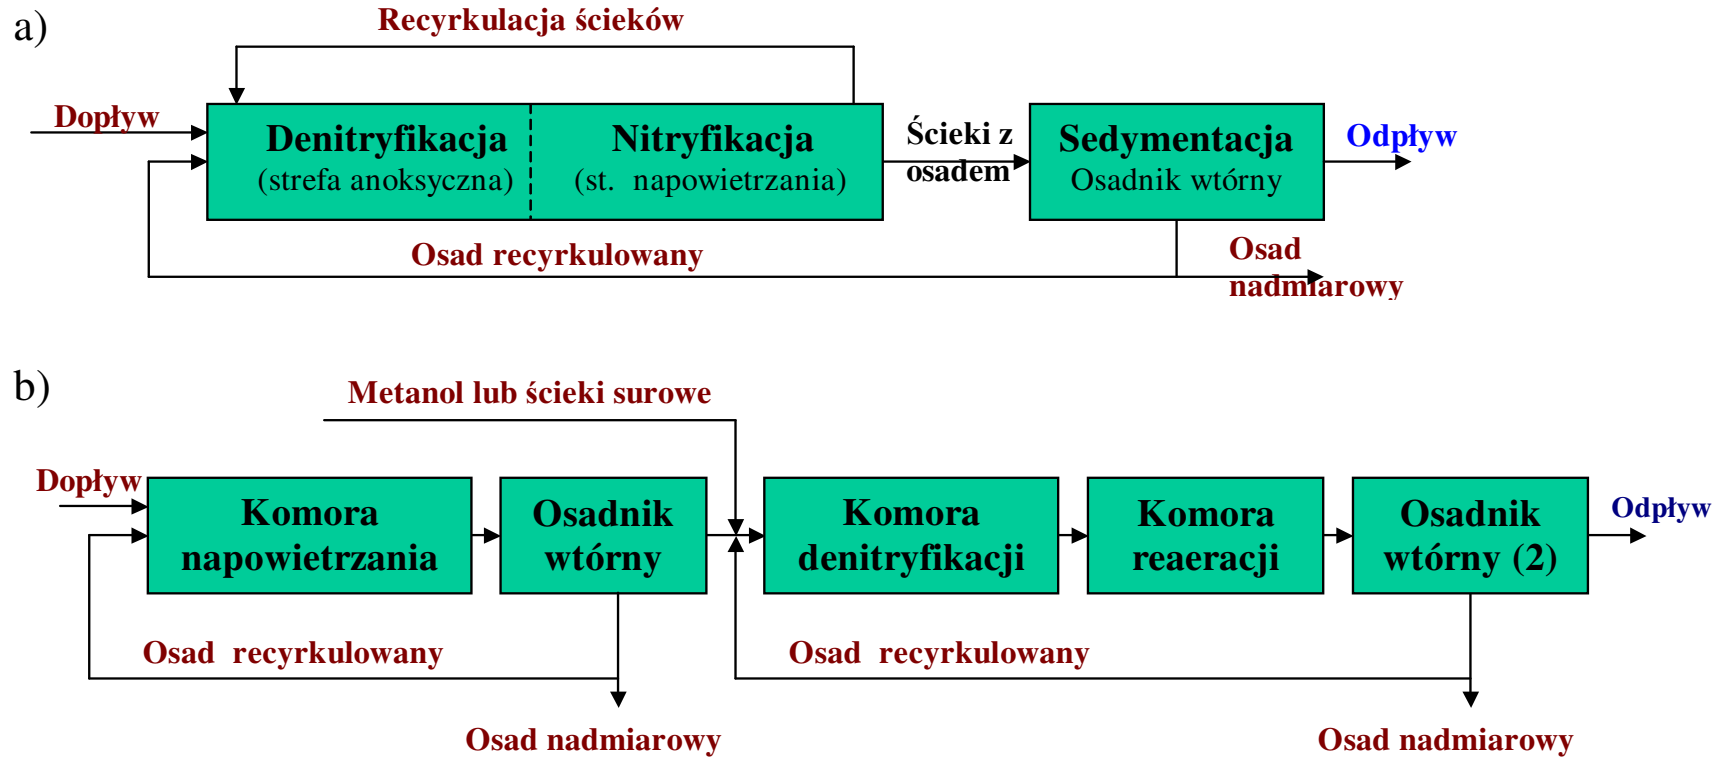 a)
Recyrkulacja ścieków
Dopływ
Denitryfikacja
(strefa anoksyczna)
Nitryfikacja
(st. napowietrzania)
Ścieki z
osadem
Sedymentacja
Osadnik wtórny
Odpływ
Osad recyrkulowany
Osad
nadmiarowy
b)
Metanol lub ścieki surowe
Dopływ
Komora
napowietrzania
Osadnik
wtórny
Komora
denitryfikacji
Komora
reaeracji
Osadnik
wtórny (2)
Odpływ
Osad recyrkulowany
Osad recyrkulowany
Osad nadmiarowy
Osad nadmiarowy